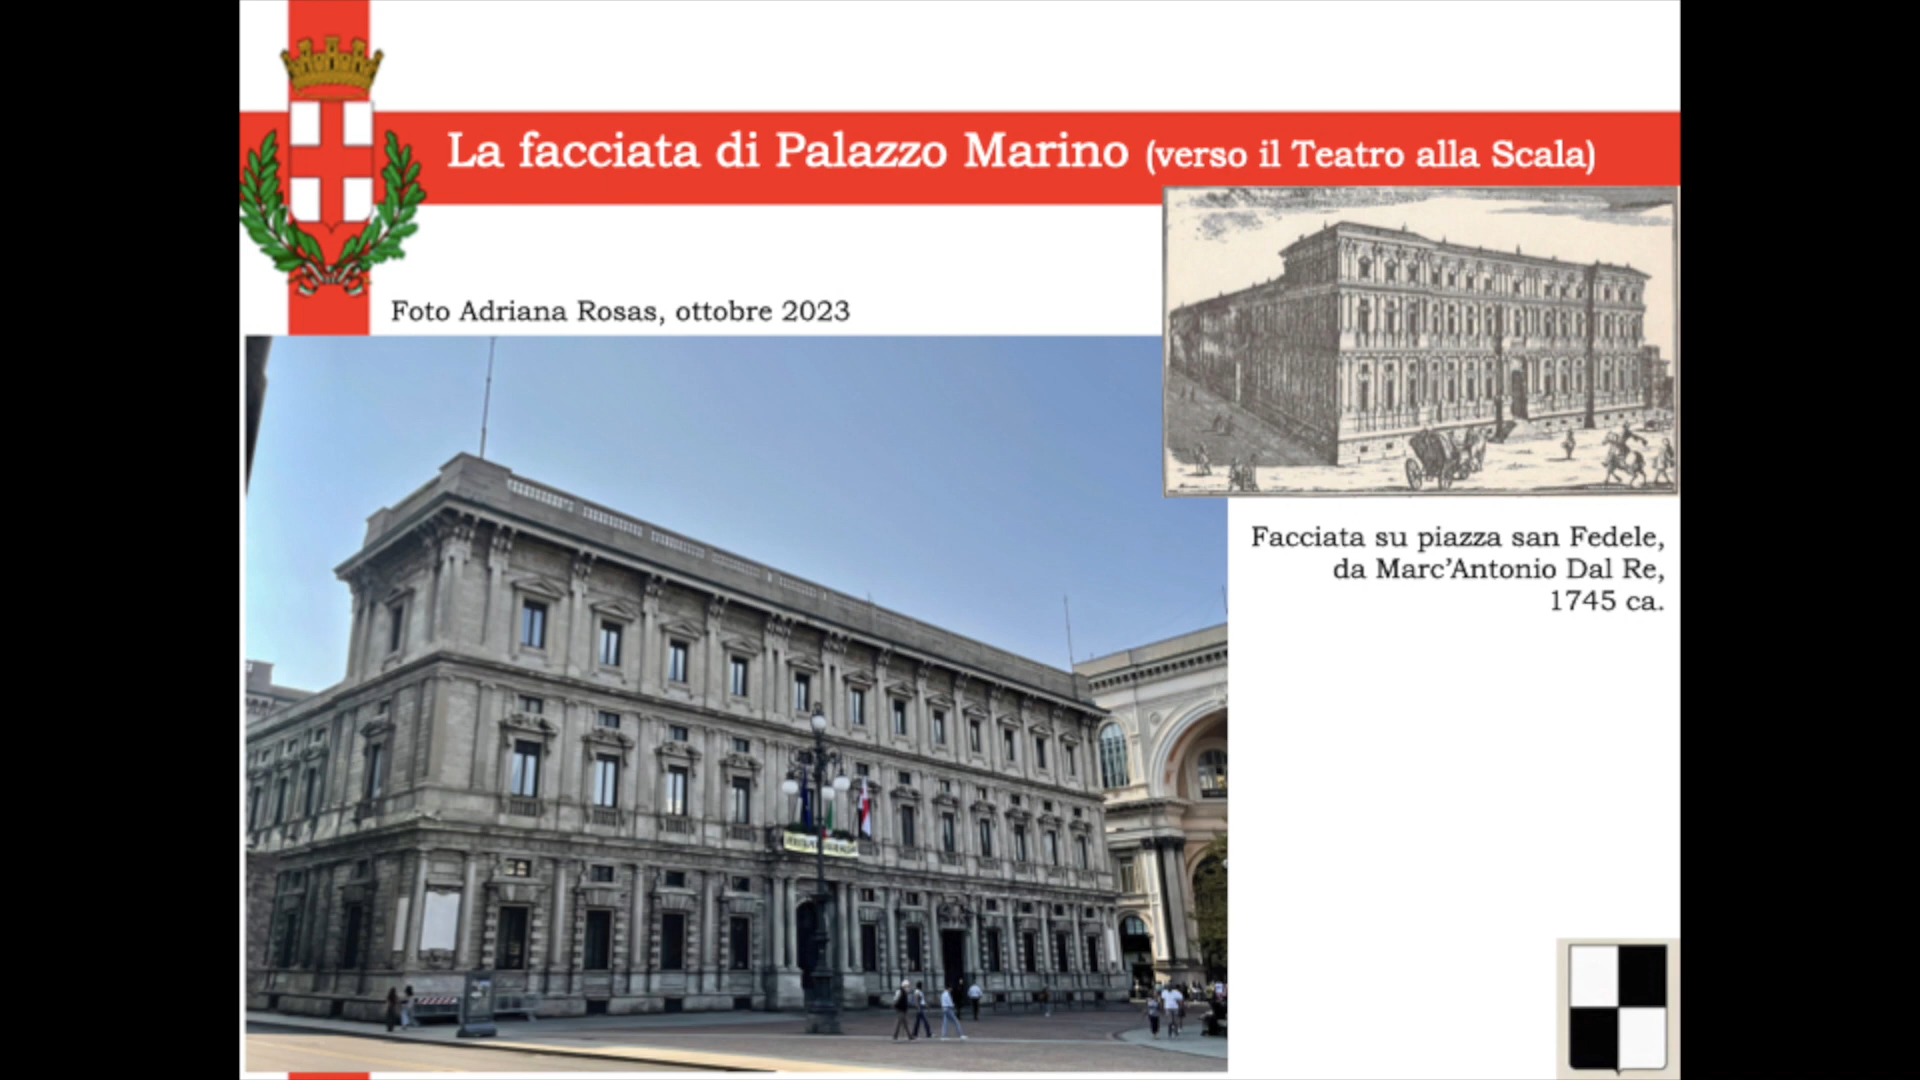 La facciata di Palazzo Marino (verso il Teatro alla Scala)
Foto Adriana Rosas, ottobre 2023
Facciata su piazza san Fedele,
da Marc’Antonio Dal Re,
1745 ca.